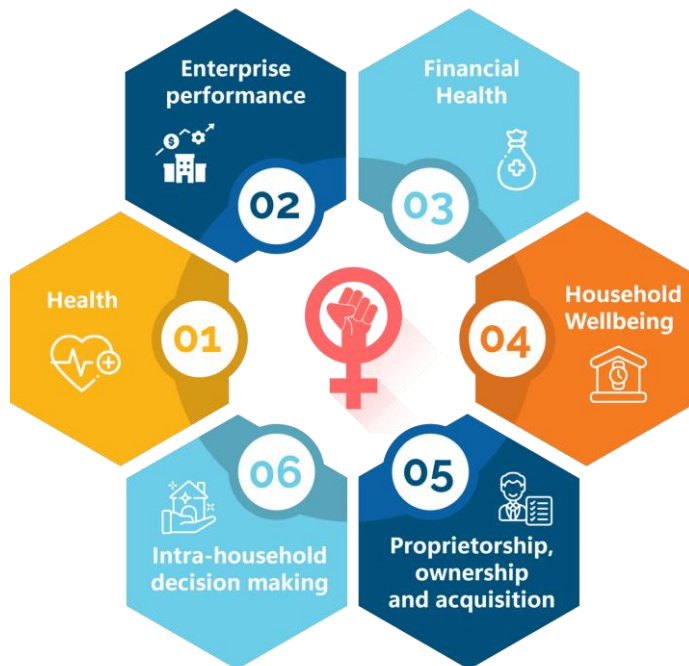 Health
01
Enterprise
performance
02
Financial
Health
03
Household
Wellbeing
04
05
Proprietorship,
ownership
and acquisition
06
Intra-household
decision making